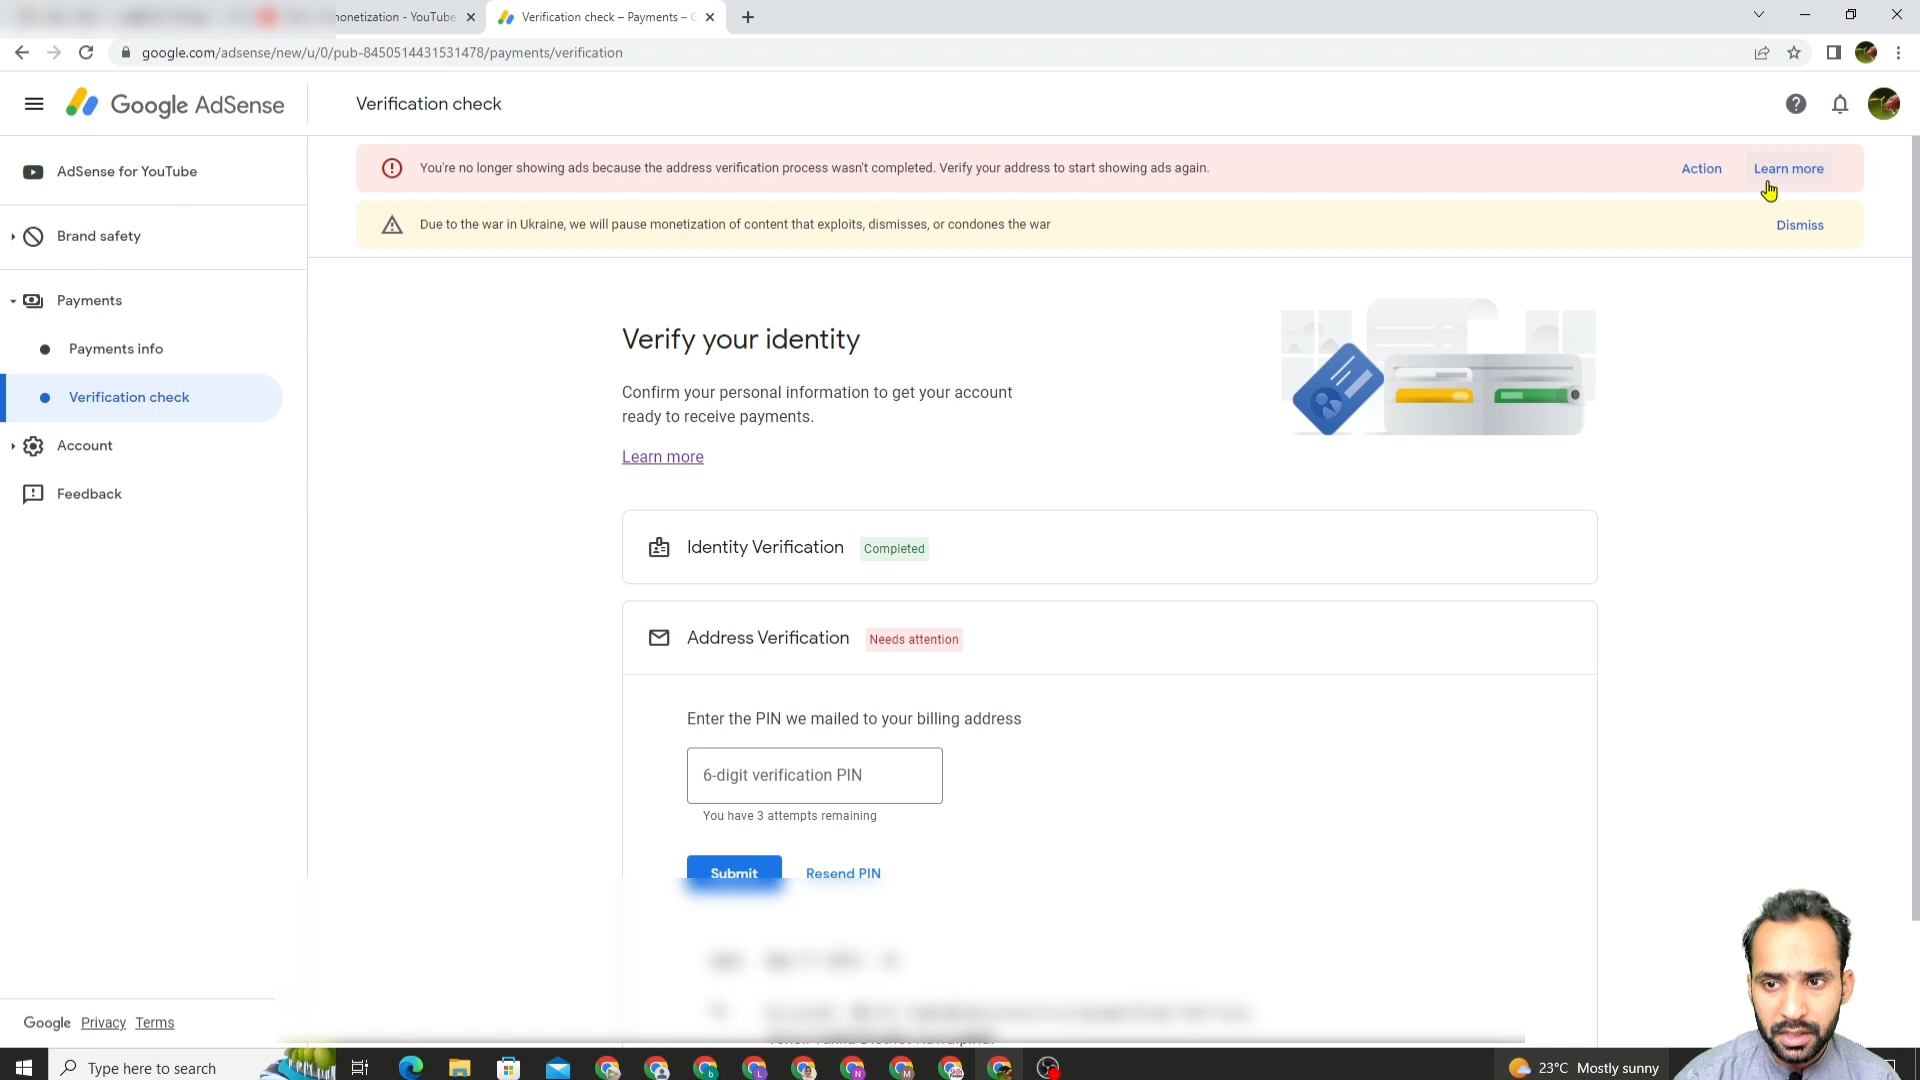 onetization - YouTube
Verification check – Payments – G
google.com/adsense/new/u/0/pub-8450514431531478/payments/verification
Google AdSense
Verification check
AdSense for YouTube
You're no longer showing ads because the address verification process wasn't completed. Verify your address to start showing ads again.
Action
Learn more
Due to the war in Ukraine, we will pause monetization of content that exploits, dismisses, or condones the war
Dismiss
Brand safety
Payments
Payments info
Verification check
Account
Feedback
Verify your identity
Confirm your personal information to get your account
ready to receive payments.
Learn more
Identity Verification
Completed
Address Verification
Needs attention
Enter the PIN we mailed to your billing address
6-digit verification PIN
You have 3 attempts remaining
Submit
Resend PIN
Google
Privacy
Terms
Type here to search
23°C Mostly sunny